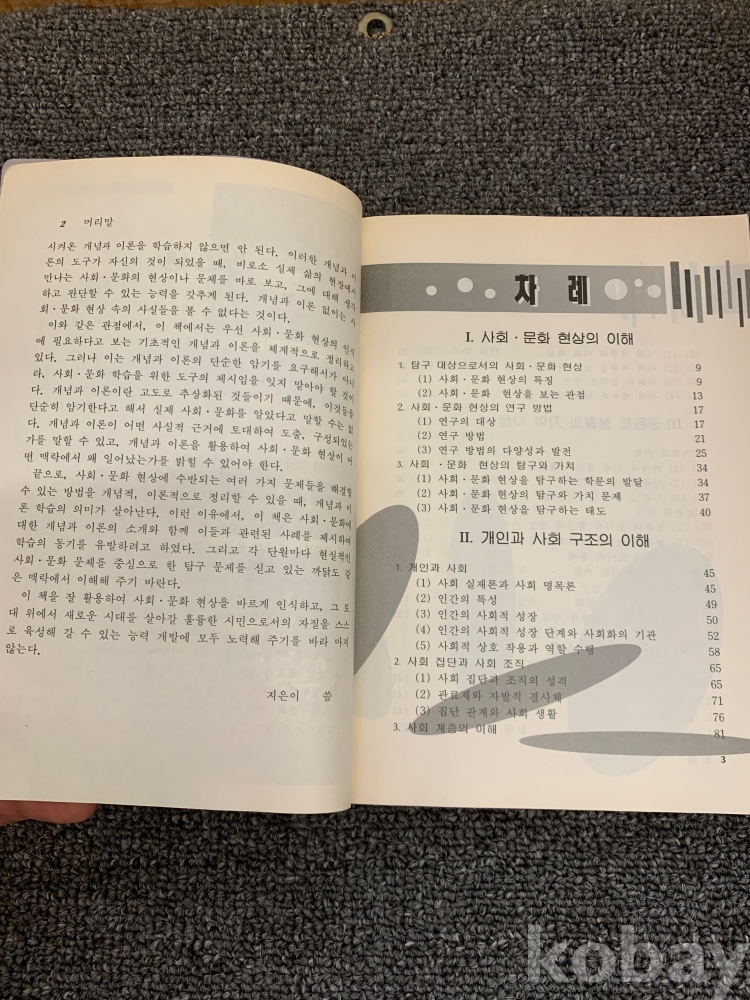 2 머리말
시켜온 개념과 이론을 학습하지 않으면 안 된다. 이러한 개념과 이
론의 도구가 자신의 것이 되었을 때, 비로소 실제 삶의 현장에서
만나는 사회·문화의 현상이나 문제를 바로 보고, 그에 대해 생각
하고 판단할 수 있는 능력을 갖추게 된다. 개념과 이론 없이는 사
회·문화 현상 속의 사실들을 볼 수 없다는 것이다.
이와 같은 관점에서, 이 책에서는 우선 사회·문화 현상의 인식
에 필요하다고 보는 기초적인 개념과 이론을 체계적으로 정리하고
있다. 그러나 이는 개념과 이론의 단순한 암기를 요구해서가 아니
라, 사회·문화 학습을 위한 도구의 제시임을 잊지 말아야 할 것이
다. 개념과 이론이란 고도로 추상화된 것들이기 때문에, 이것들을
단순히 암기한다고 해서 실제 사회·문화를 알았다고 말할 수는 없
다. 개념과 이론이 어떤 사실적 근거에 토대하여 도출, 구성되었는
가를 말할 수 있고, 개념과 이론을 활용하여 사회·문화 현상이 어
떤 맥락에서 왜 일어났는가를 밝힐 수 있어야 한다.
끝으로, 사회·문화 현상에 수반되는 여러 가지 문제들을 해결할
수 있는 방법을 개념적, 이론적으로 정리할 수 있을 때, 개념과 이
론 학습의 의미가 살아난다. 이런 이유에서, 이 책은 사회·문화에
대한 개념과 이론의 소개와 함께 이들과 관련된 사례를 제시하여
학습의 동기를 유발하려고 하였다. 그리고 각 단원마다 현실적인
사회·문화 문제를 중심으로 한 탐구 문제를 싣고 있는 까닭도 같
은 맥락에서 이해해 주기 바란다.
이 책을 잘 활용하여 사회·문화 현상을 바르게 인식하고, 그 토
대 위에서 새로운 시대를 살아갈 훌륭한 시민으로서의 자질을 스스
로 육성해 갈 수 있는 능력 개발에 모두 노력해 주기를 바라 마지
않는다.
지은이 씀
차 례
I. 사회·문화 현상의 이해
1. 탐구 대상으로서의 사회·문화 현상 9
(1) 사회·문화 현상의 특징 9
(2) 사회·문화 현상을 보는 관점 13
2. 사회·문화 현상의 연구 방법 17
(1) 연구의 대상 17
(2) 연구 방법 21
(3) 연구 방법의 다양성과 발전 25
3. 사회 ·문화 현상의 탐구와 가치 34
(1) 사회·문화 현상을 탐구하는 학문의 발달 34
(2) 사회·문화 현상의 탐구와 가치 문제 37
(3) 사회·문화 현상을 탐구하는 태도 40
II. 개인과 사회 구조의 이해
1. 개인과 사회 45
(1) 사회 실재론과 사회 명목론 45
(2) 인간의 특성 49
(3) 인간의 사회적 성장 50
(4) 인간의 사회적 성장 단계와 사회화의 기관 52
(5) 사회적 상호 작용과 역할 수행 58
2. 사회 집단과 사회 조직 65
(1) 사회 집단과 조직의 성격 65
(2) 관료제와 자발적 결사체 71
(3) 집단 관계와 사회 생활 76
3. 사회 계층의 이해 81
3
kobay